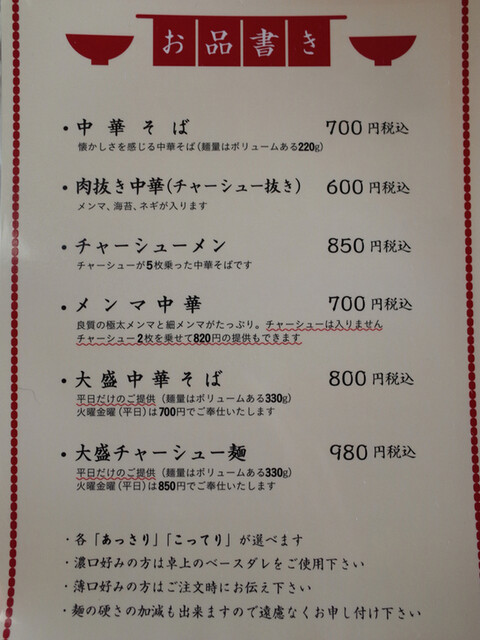 お品書き
・中華そば 700円税込
懐かしさを感じる中華そば(麺量はボリュームある220g)
・肉抜き中華(チャーシュー抜き) 600円税込
メンマ、海苔、ネギが入ります
・チャーシューメン 850円税込
チャーシューが5枚乗った中華そばです
・メンマ中華 700円税込
良質の極太メンマと細メンマがたっぷり。チャーシューは入りません
チャーシュー2枚を乗せて820円の提供もできます
・大盛中華そば 800円税込
平日だけのご提供(麺量はボリュームある330g)
火曜金曜(平日)は700円でご奉仕いたします
・大盛チャーシュー麺 980円税込
平日だけのご提供(麺量はボリュームある330g)
火曜金曜(平日)は850円でご奉仕いたします
・各「あっさり」「こってり」が選べます
・濃口好みの方は卓上のベースダレをご使用下さい
・薄口好みの方はご注文時にお伝え下さい
・麺の硬さの加減も出来ますので遠慮なくお申し付け下さい